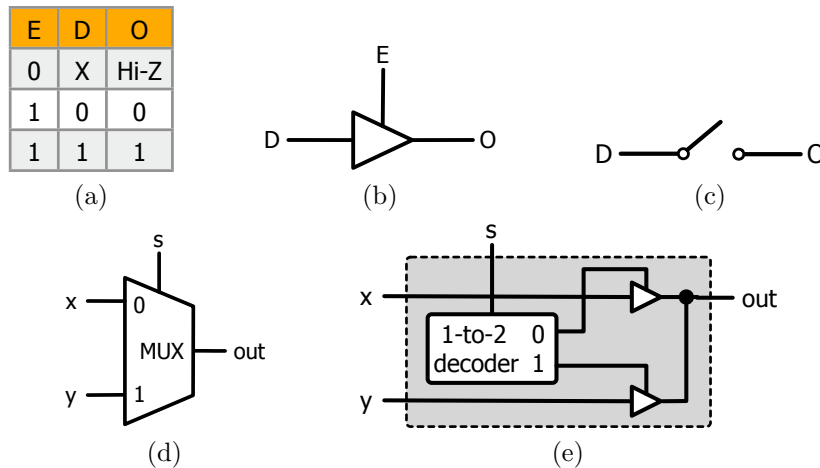 E D O
0 X Hi-Z
1 0 0
1 1 1
(a)
E
D O
(b)
D O
(c)
s
x 0
MUX out
y 1
(d)
s
x out
1-to-2 0
decoder 1
y
(e)